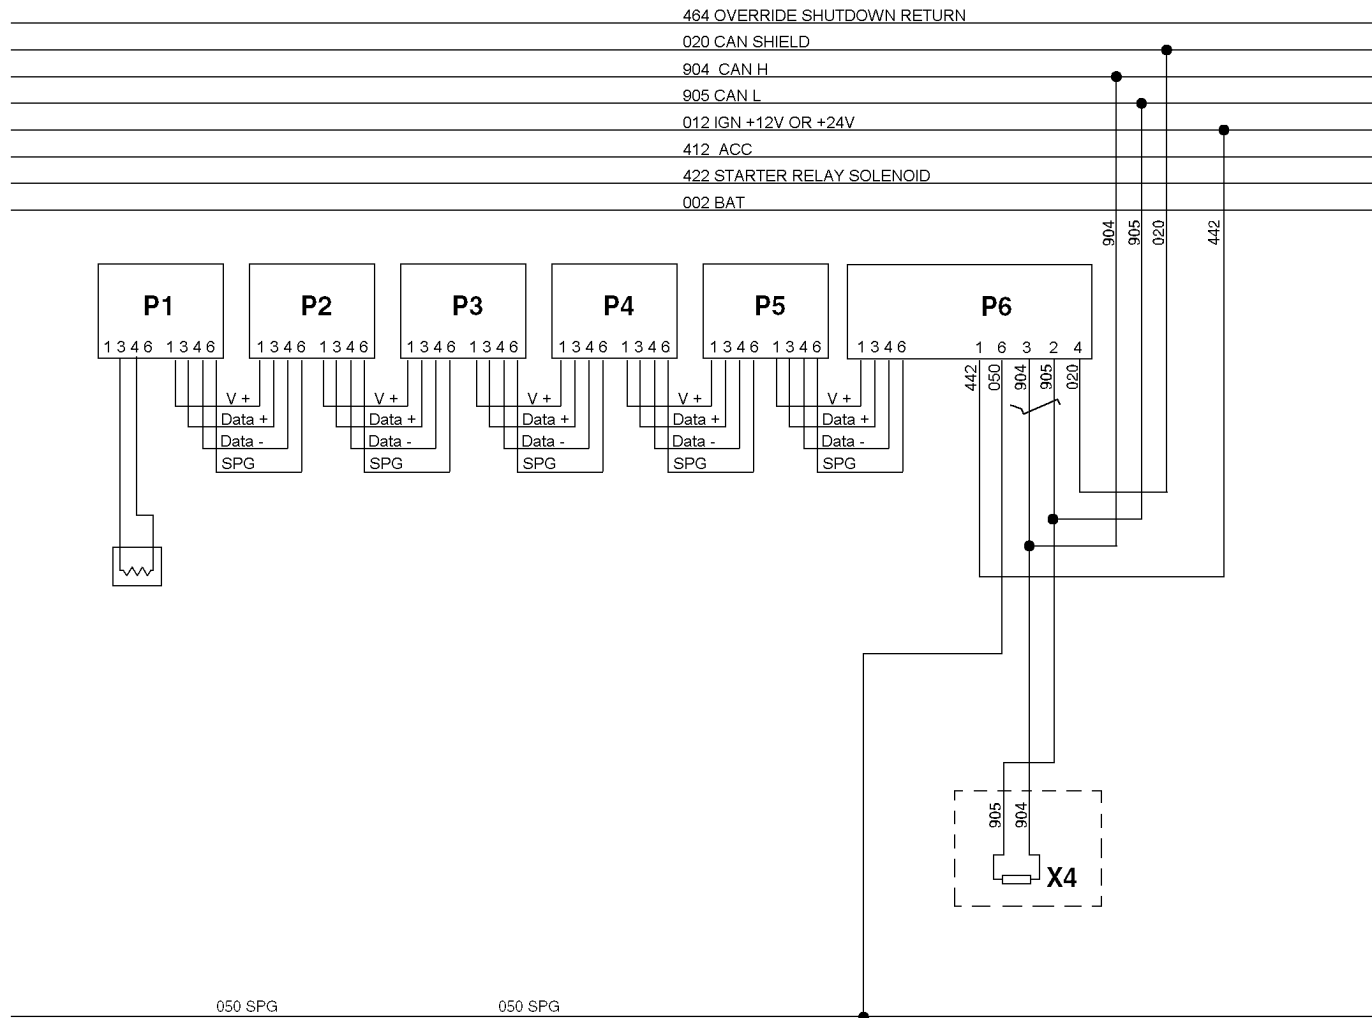 464 OVERRIDE SHUTDOWN RETURN
020 CAN SHIELD
904 CAN H
905 CAN L
012 IGN +12V OR +24V
412 ACC
422 STARTER RELAY SOLENOID
002 BAT
904
905
020
442
P1
P2
P3
P4
P5
P6
1 3 4 6
1 3 4 6
1 3 4 6
1 3 4 6
1 3 4 6
1 3 4 6
1 3 4 6
1 3 4 6
1 3 4 6
1 3 4 6
1 3 4 6
1 6 3 2 4
442
050
904
905
020
V +
Data +
Data -
SPG
V +
Data +
Data -
SPG
V +
Data +
Data -
SPG
V +
Data +
Data -
SPG
V +
Data +
Data -
SPG
905
904
X4
050 SPG
050 SPG